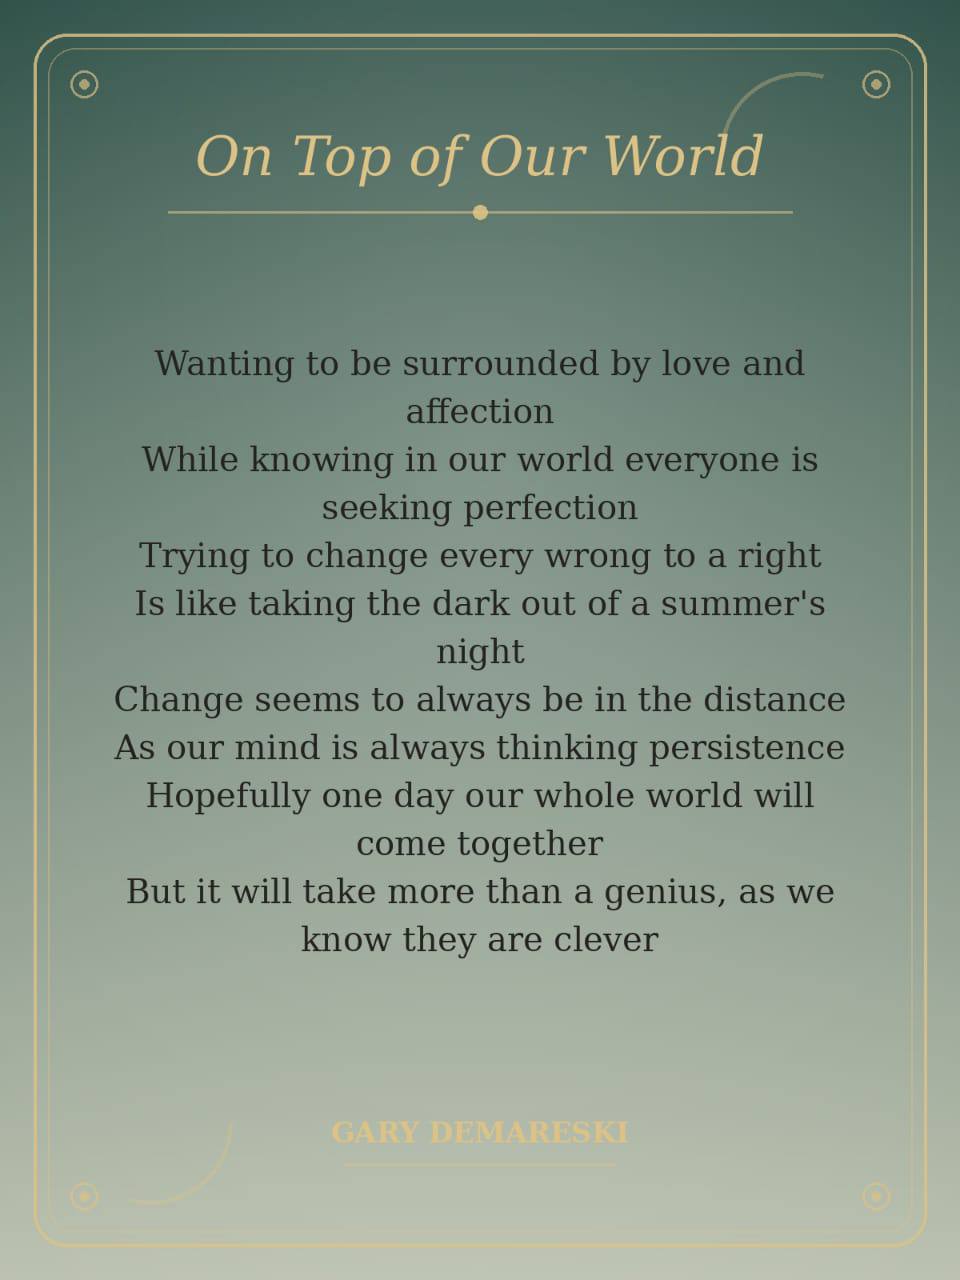 On Top of Our World
Wanting to be surrounded by love and
affection
While knowing in our world everyone is
seeking perfection
Trying to change every wrong to a right
Is like taking the dark out of a summer's
night
Change seems to always be in the distance
As our mind is always thinking persistence
Hopefully one day our whole world will
come together
But it will take more than a genius, as we
know they are clever
GARY DEMARESKI